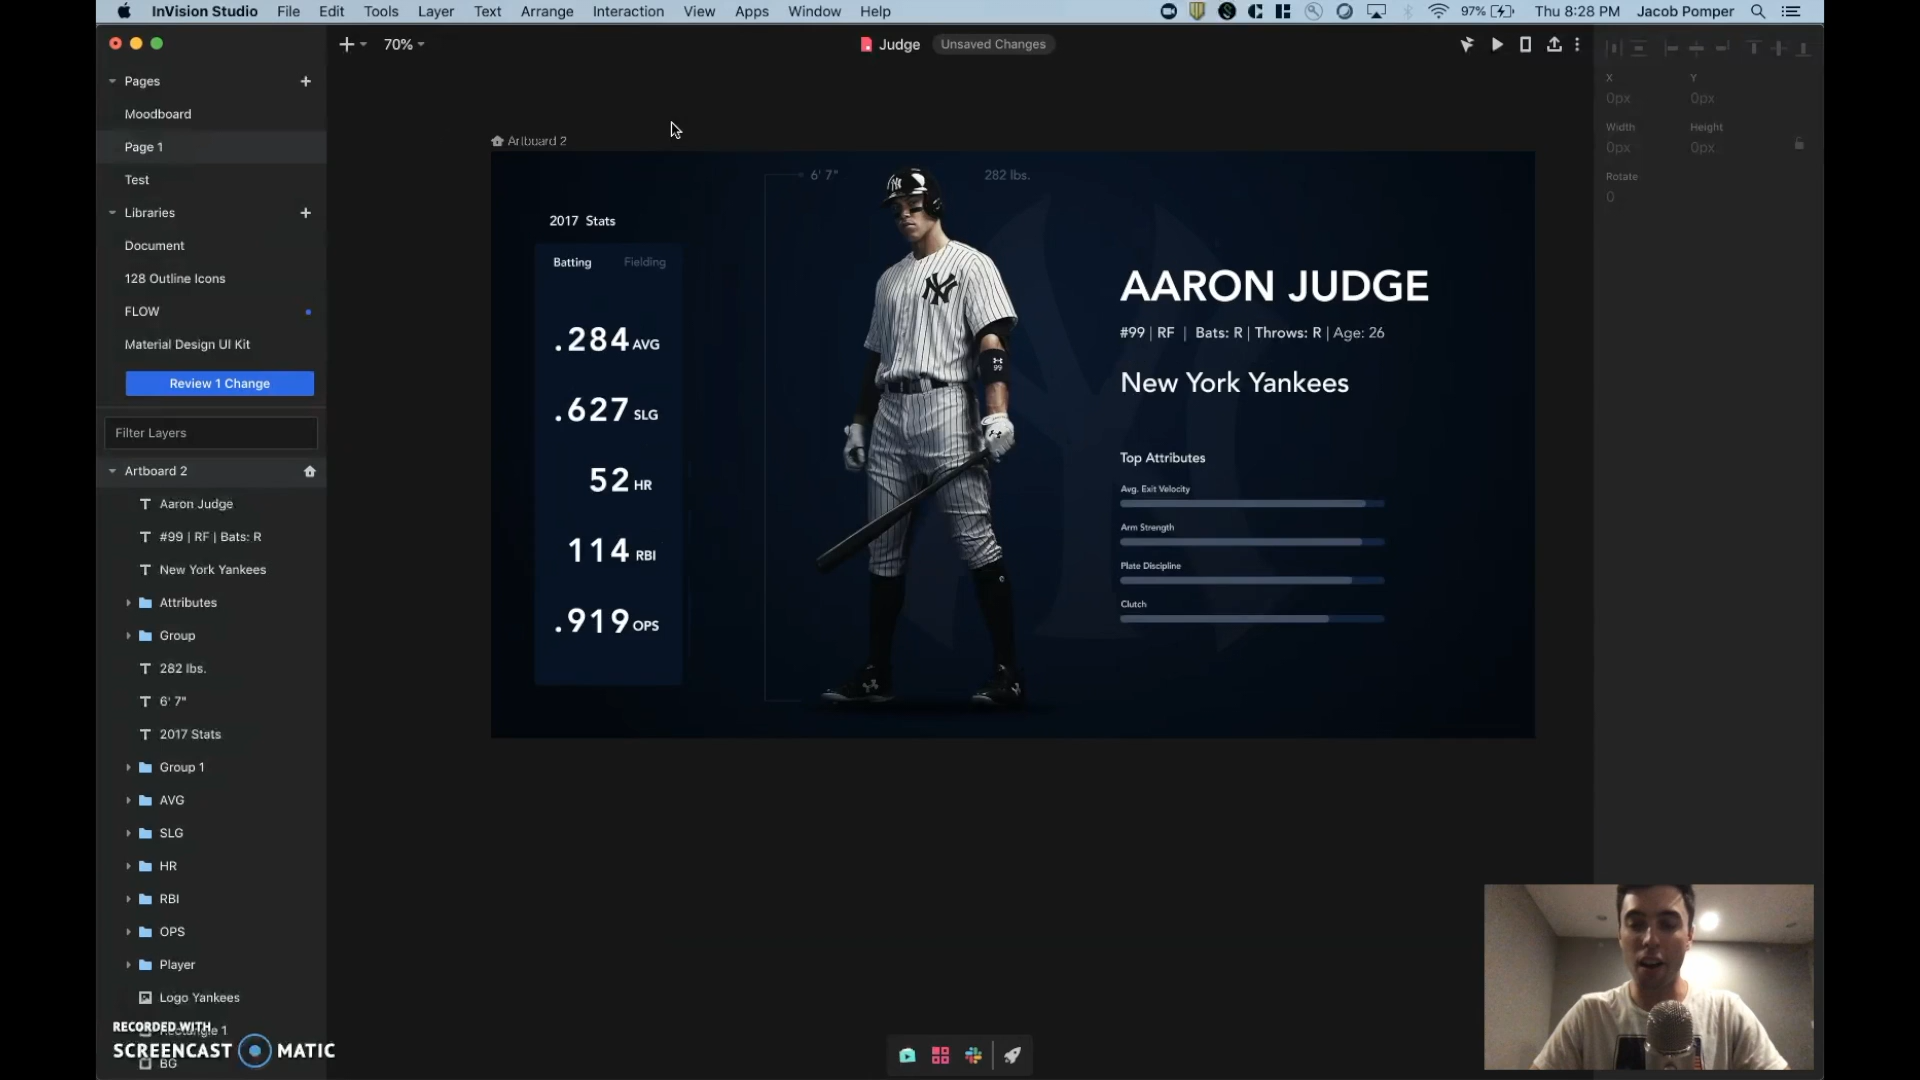 InVision Studio File Edit Tools Layer Text Arrange Interaction View Apps Window Help 97% Thu 8:28 PM Jacob Pomper
70% Judge Unsaved Changes
Pages
Moodboard
Page 1
Test
Libraries
Document
128 Outline Icons
FLOW
Material Design UI Kit
Review 1 Change
Filter Layers
Artboard 2
Aaron Judge
#99 | RF | Bats: R
New York Yankees
Attributes
Group
282 lbs.
6' 7"
2017 Stats
Group 1
AVG
SLG
HR
RBI
OPS
Player
Logo Yankees
Rectangle 1
BG
RECORDED WITH
SCREENCAST MATIC
Artboard 2
6' 7"
282 lbs.
2017 Stats
Batting Fielding
.284 AVG
.627 SLG
52 HR
114 RBI
.919 OPS
NY
NY
99
AARON JUDGE
#99 | RF | Bats: R | Throws: R | Age: 26
New York Yankees
Top Attributes
Avg. Exit Velocity
Arm Strength
Plate Discipline
Clutch
X Y
0px 0px
Width Height
0px 0px
Rotate
0